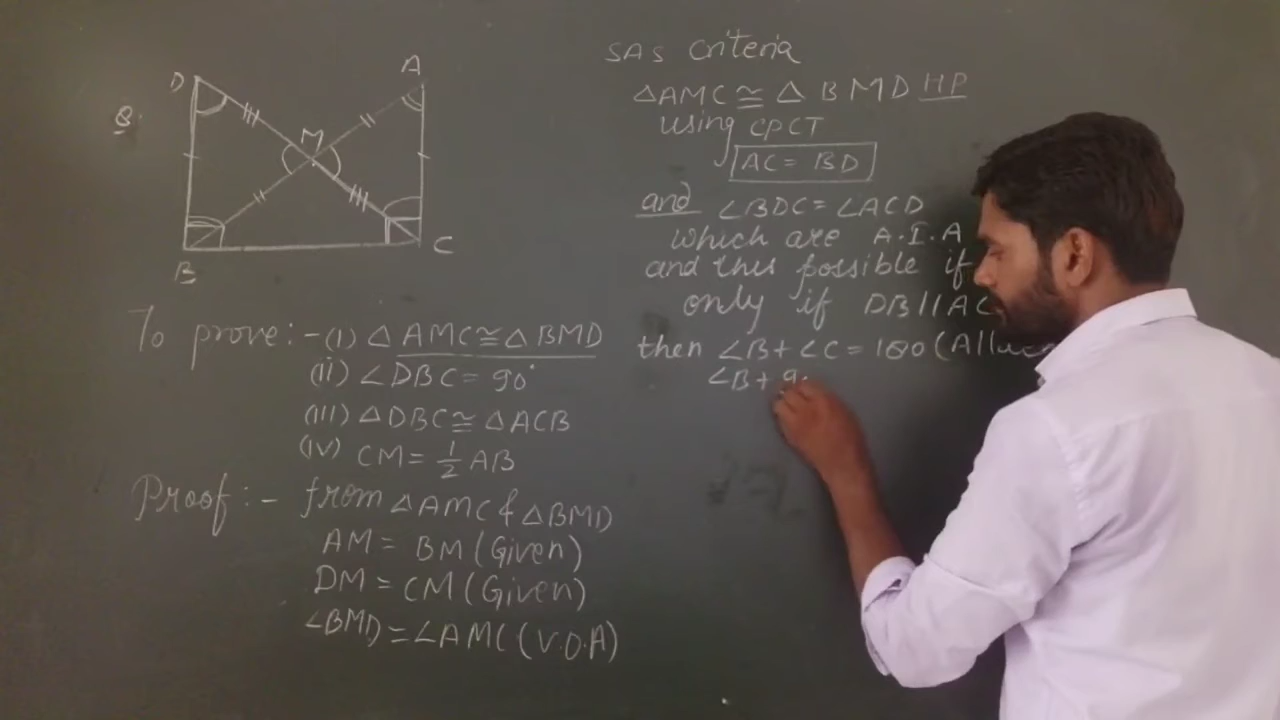 Q.
D
A
M
B
C
To prove:-(i) △AMC≅△BMD
(ii) ∠DBC = 90°
(iii) △DBC≅△ACB
(iv) CM = 1/2 AB
Proof:- from △AMC & △BMD
AM = BM (Given)
DM = CM (Given)
∠BMD = ∠AMC (V.O.A)
SAS Criteria
△AMC ≅ △BMD HP
using CPCT
AC = BD
and ∠BDC = ∠ACD
which are A.I.A
and this possible if
only if DB || AC
then ∠B + ∠C = 180
∠B + 9